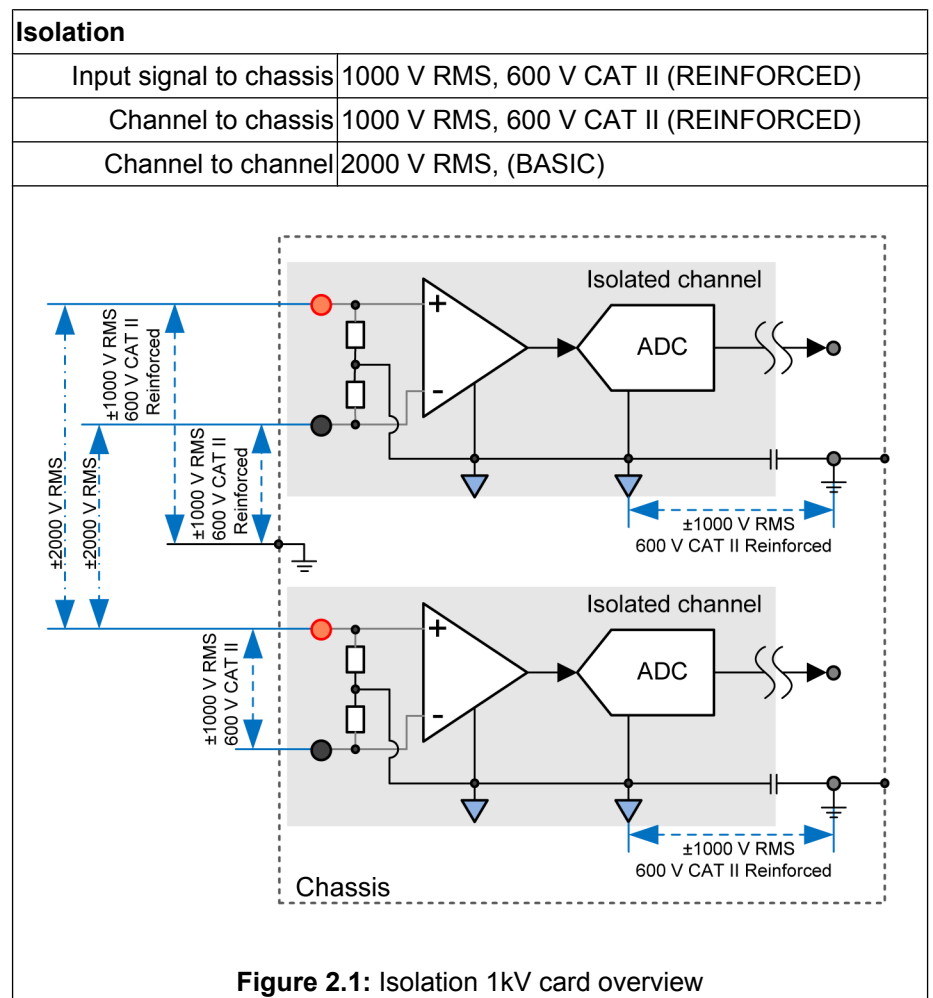 Isolation
Input signal to chassis 1000 V RMS, 600 V CAT II (REINFORCED)
Channel to chassis 1000 V RMS, 600 V CAT II (REINFORCED)
Channel to channel 2000 V RMS, (BASIC)
Isolated channel
+
-
ADC
±1000 V RMS
600 V CAT II
Reinforced
±1000 V RMS
600 V CAT II
Reinforced
±2000 V RMS
±2000 V RMS
±1000 V RMS
600 V CAT II Reinforced
Isolated channel
+
-
ADC
±1000 V RMS
600 V CAT II
±1000 V RMS
600 V CAT II Reinforced
Chassis
Figure 2.1: Isolation 1kV card overview